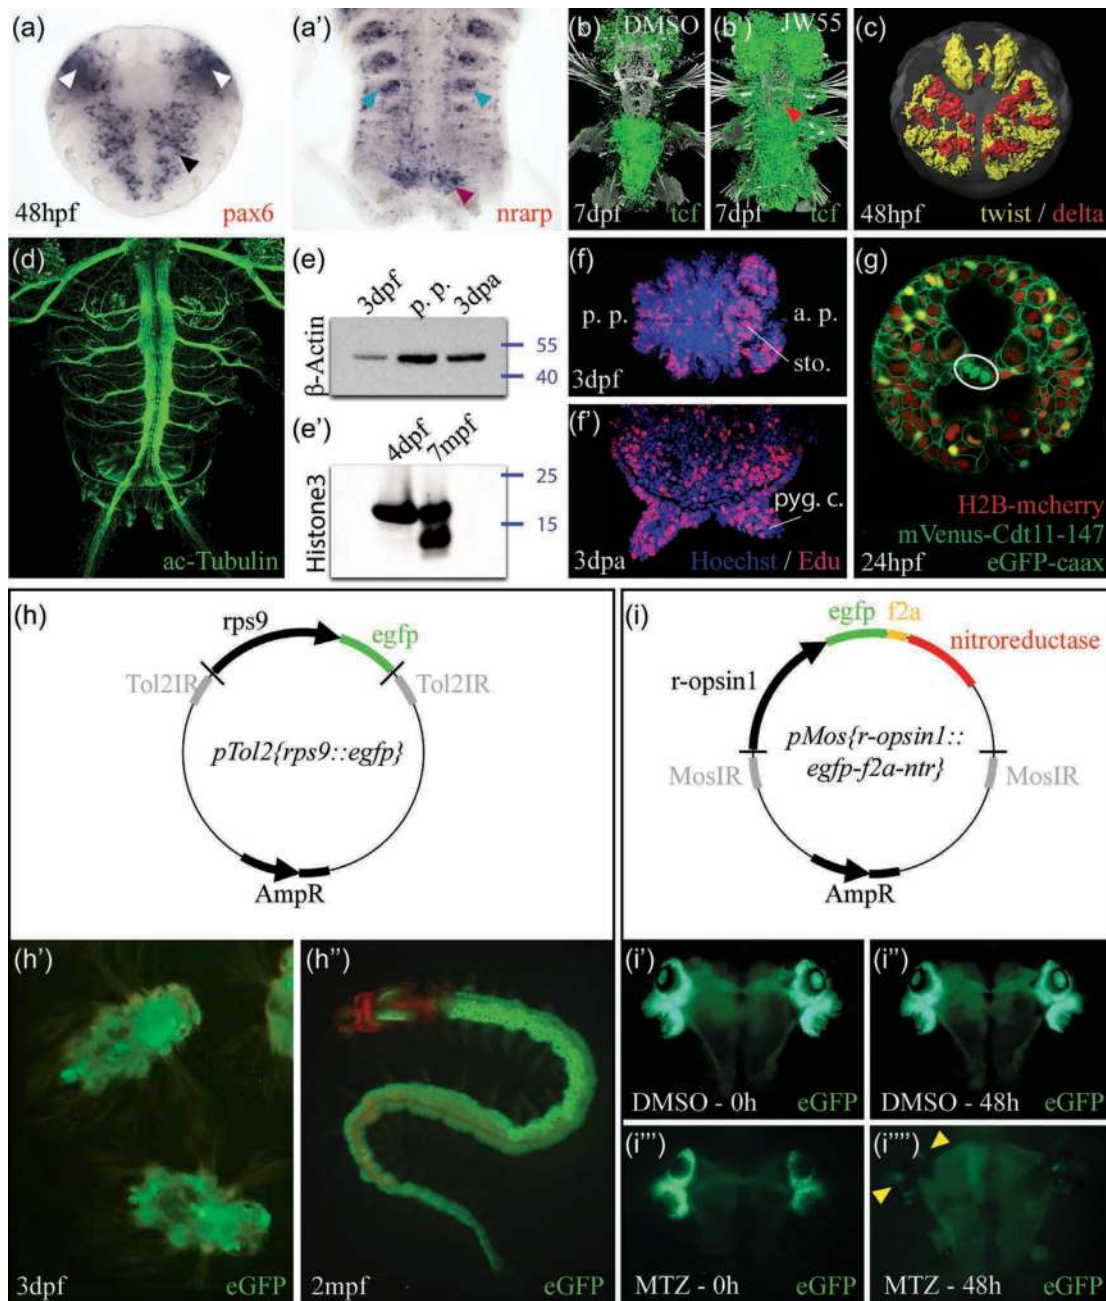 (a)
48hpf
pax6
(a')
nrarp
(b)
DMSO
7dpf
tcf
(b')
JW55
7dpf
tcf
(c)
48hpf
twist / delta
(d)
ac-Tubulin
(e)
3dpf
p. p.
3dpa
β-Actin
55
40
(e')
4dpf
7mpf
Histone3
25
15
(f)
p. p.
a. p.
sto.
3dpf
(f')
pyg. c.
3dpa
Hoechst / Edu
(g)
H2B-mcherry
mVenus-Cdt11-147
24hpf
eGFP-caax
(h)
rps9
egfp
Tol2IR
Tol2IR
pTol2{rps9::egfp}
AmpR
(i)
egfp
f2a
nitroreductase
r-opsin1
pMos{r-opsin1::
egfp-f2a-ntr}
MosIR
MosIR
AmpR
(h')
3dpf
eGFP
(h'')
2mpf
eGFP
(i')
DMSO - 0h
eGFP
(i'')
DMSO - 48h
eGFP
(i''')
MTZ - 0h
eGFP
(i'''')
MTZ - 48h
eGFP